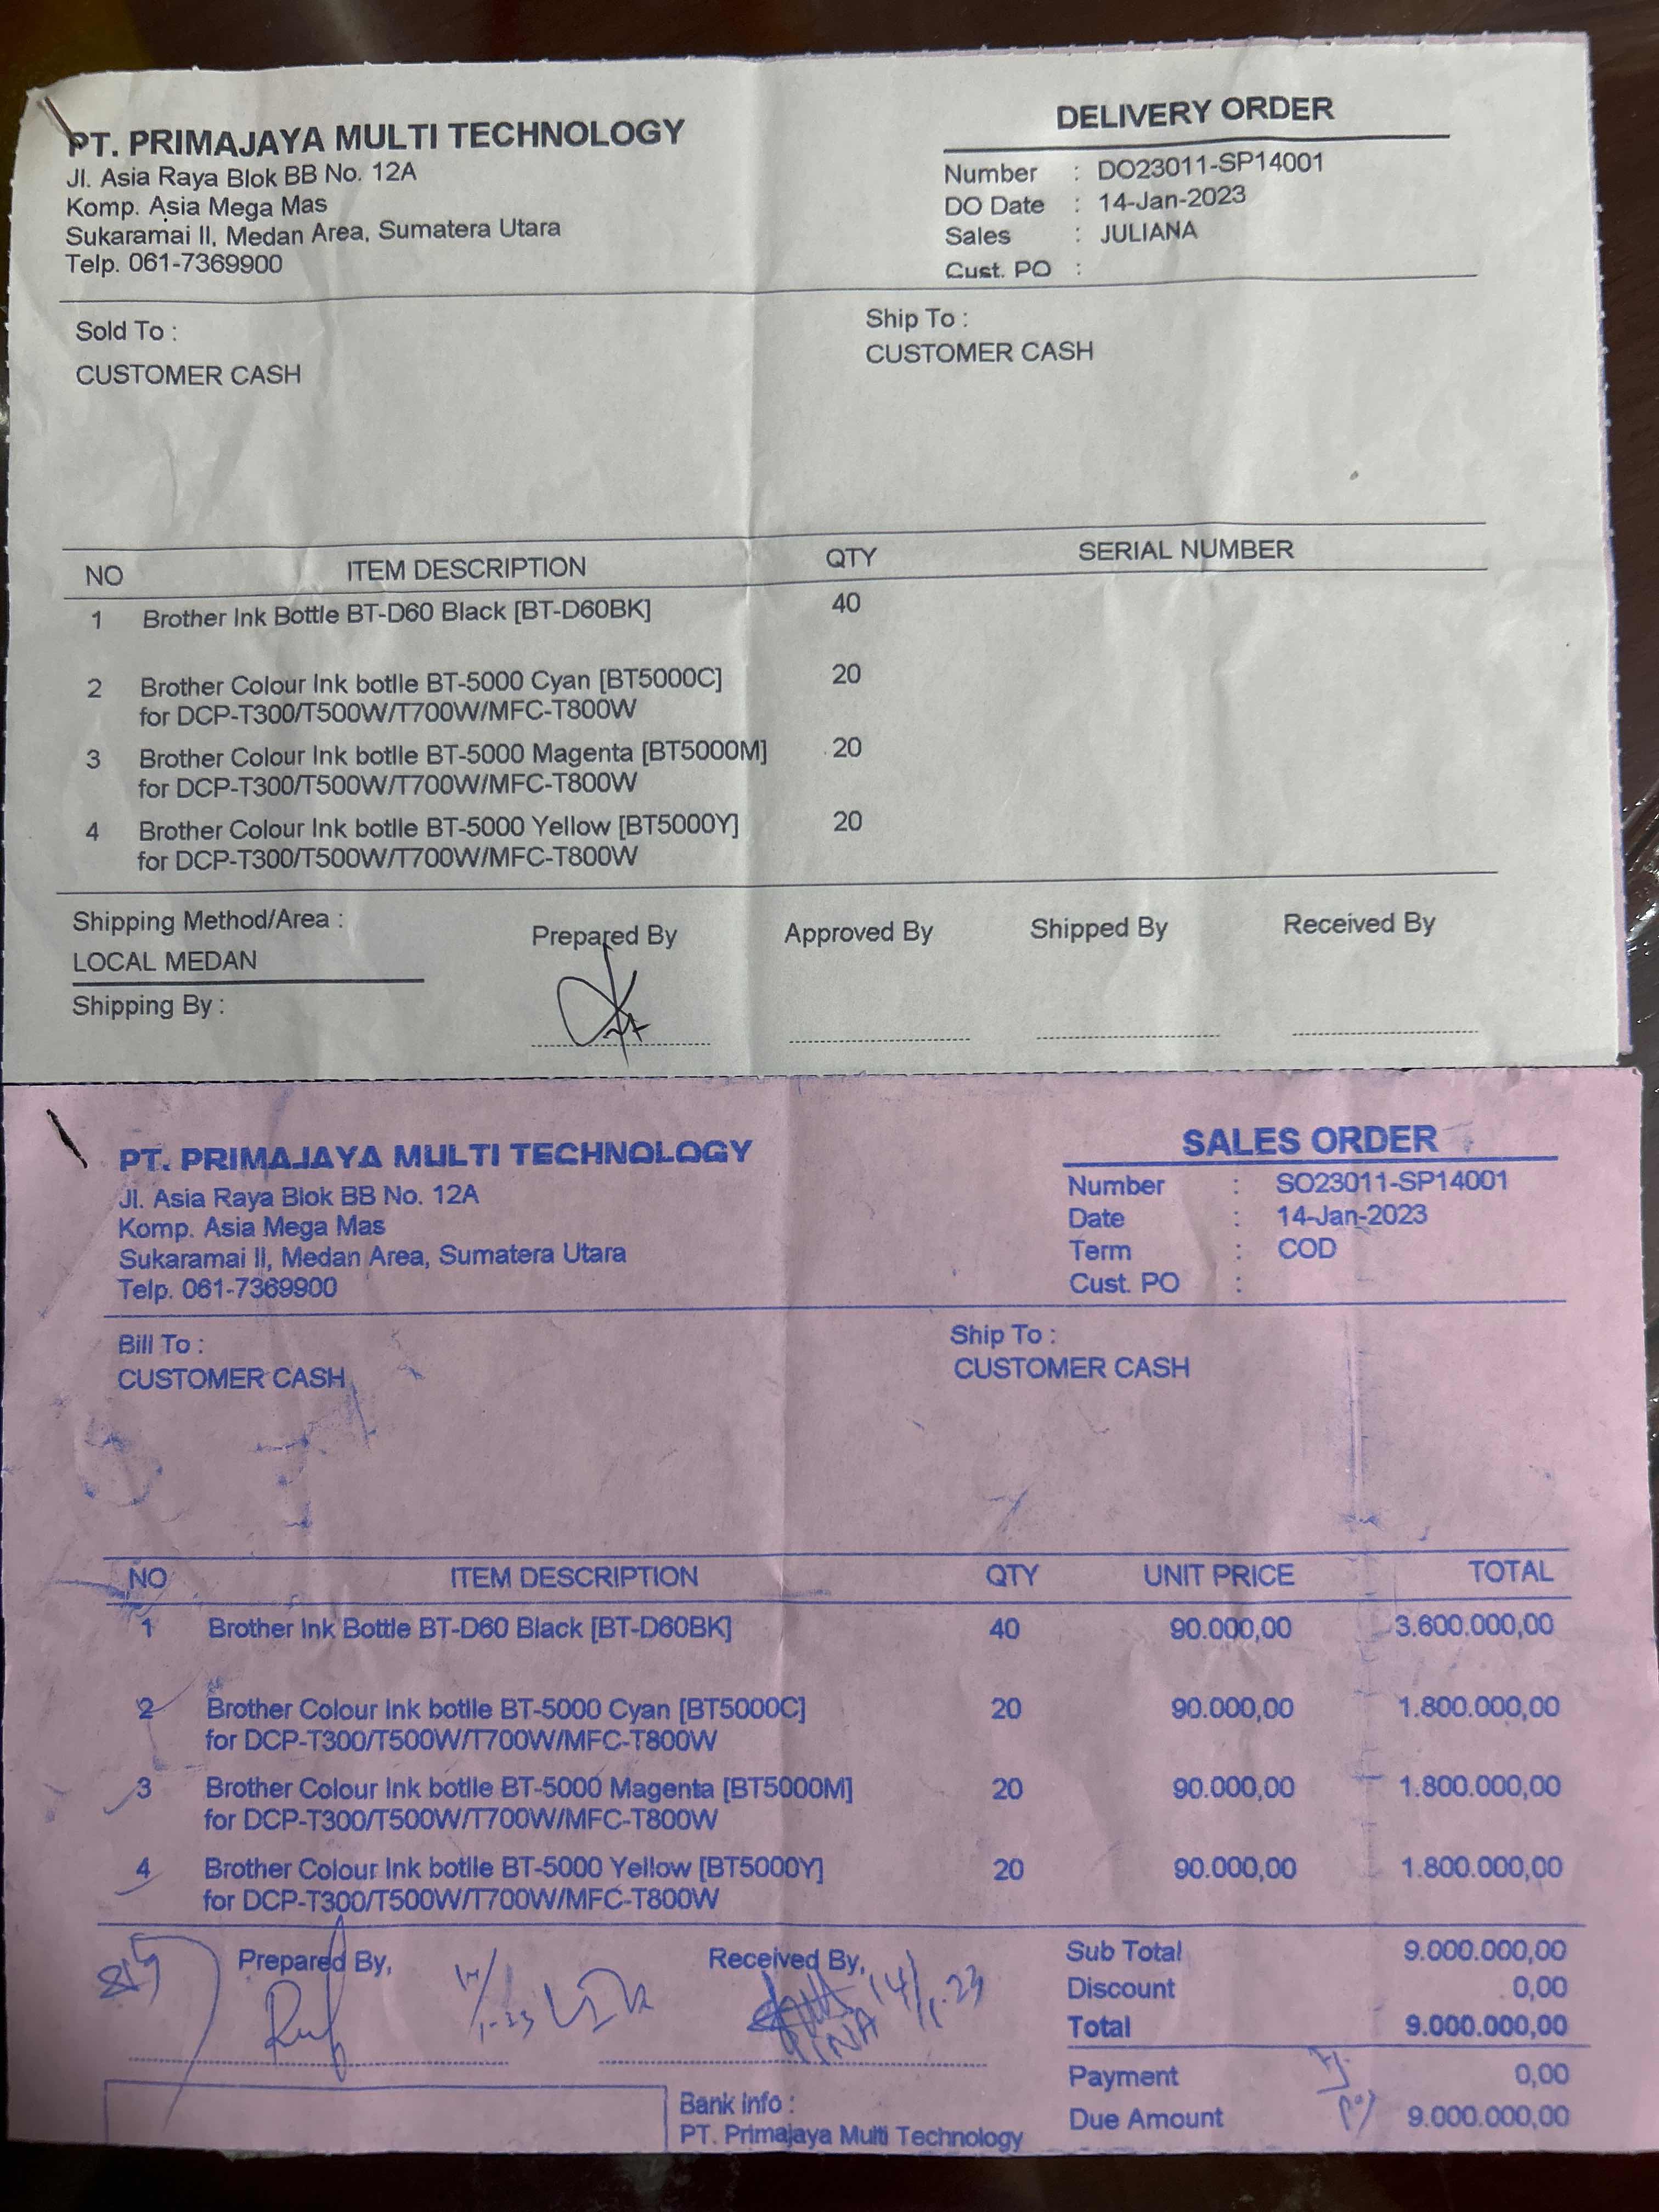 PT. PRIMAJAYA MULTI TECHNOLOGY
Jl. Asia Raya Blok BB No. 12A
Komp. Asia Mega Mas
Sukaramai II, Medan Area, Sumatera Utara
Telp. 061-7369900
DELIVERY ORDER
Number : DO23011-SP14001
DO Date : 14-Jan-2023
Sales : JULIANA
Cust. PO :
Sold To :
CUSTOMER CASH
Ship To :
CUSTOMER CASH
NO ITEM DESCRIPTION QTY SERIAL NUMBER
1 Brother Ink Bottle BT-D60 Black [BT-D60BK] 40
2 Brother Colour Ink botlle BT-5000 Cyan [BT5000C] 20
for DCP-T300/T500W/T700W/MFC-T800W
3 Brother Colour Ink botlle BT-5000 Magenta [BT5000M] 20
for DCP-T300/T500W/T700W/MFC-T800W
4 Brother Colour Ink botlle BT-5000 Yellow [BT5000Y] 20
for DCP-T300/T500W/T700W/MFC-T800W
Shipping Method/Area :
LOCAL MEDAN
Shipping By :
Prepared By Approved By Shipped By Received By
PT. PRIMAJAYA MULTI TECHNOLOGY
Jl. Asia Raya Blok BB No. 12A
Komp. Asia Mega Mas
Sukaramai II, Medan Area, Sumatera Utara
Telp. 061-7369900
SALES ORDER
Number : SO23011-SP14001
Date : 14-Jan-2023
Term : COD
Cust. PO :
Bill To :
CUSTOMER CASH
Ship To :
CUSTOMER CASH
NO ITEM DESCRIPTION QTY UNIT PRICE TOTAL
1 Brother Ink Bottle BT-D60 Black [BT-D60BK] 40 90.000,00 3.600.000,00
2 Brother Colour Ink botlle BT-5000 Cyan [BT5000C] 20 90.000,00 1.800.000,00
for DCP-T300/T500W/T700W/MFC-T800W
3 Brother Colour Ink botlle BT-5000 Magenta [BT5000M] 20 90.000,00 1.800.000,00
for DCP-T300/T500W/T700W/MFC-T800W
4 Brother Colour Ink botlle BT-5000 Yellow [BT5000Y] 20 90.000,00 1.800.000,00
for DCP-T300/T500W/T700W/MFC-T800W
Prepared By,
Received By,
14/1.23
Sub Total 9.000.000,00
Discount 0,00
Total 9.000.000,00
Payment 0,00
Due Amount 9.000.000,00
Bank Info :
PT. Primajaya Multi Technology